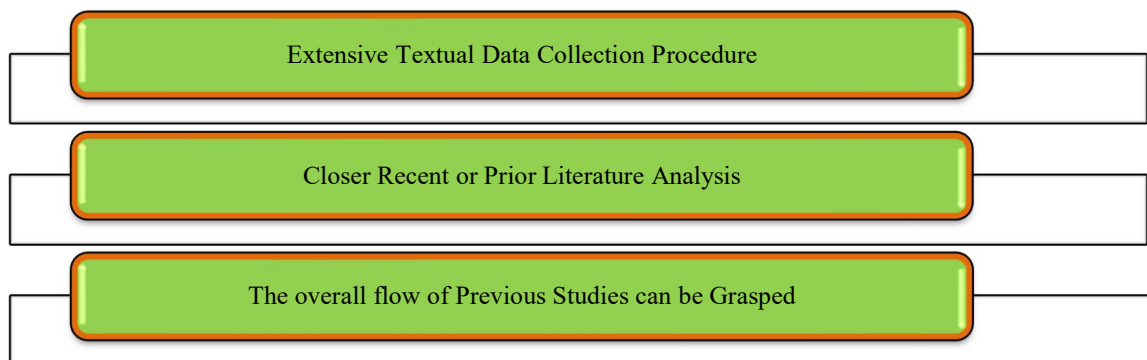 Extensive Textual Data Collection Procedure
Closer Recent or Prior Literature Analysis
The overall flow of Previous Studies can be Grasped